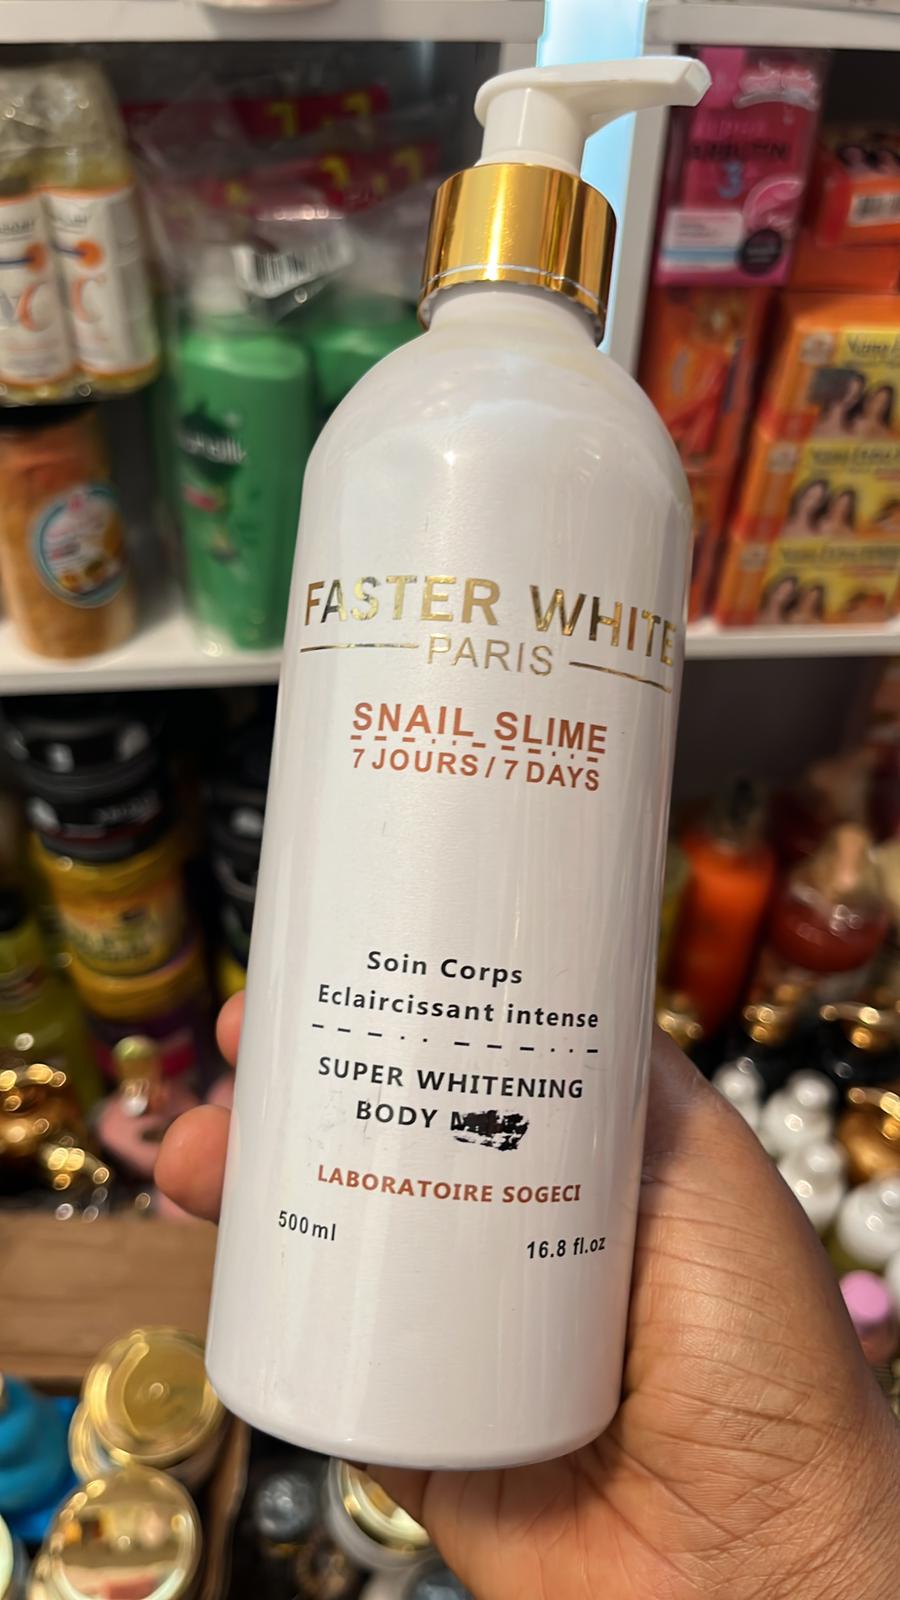 FASTER WHITE
PARIS
SNAIL SLIME
7 JOURS / 7 DAYS
Soin Corps
Eclaircissant intense
SUPER WHITENING
BODY
LABORATOIRE SOGECI
500ml
16.8 fl.oz